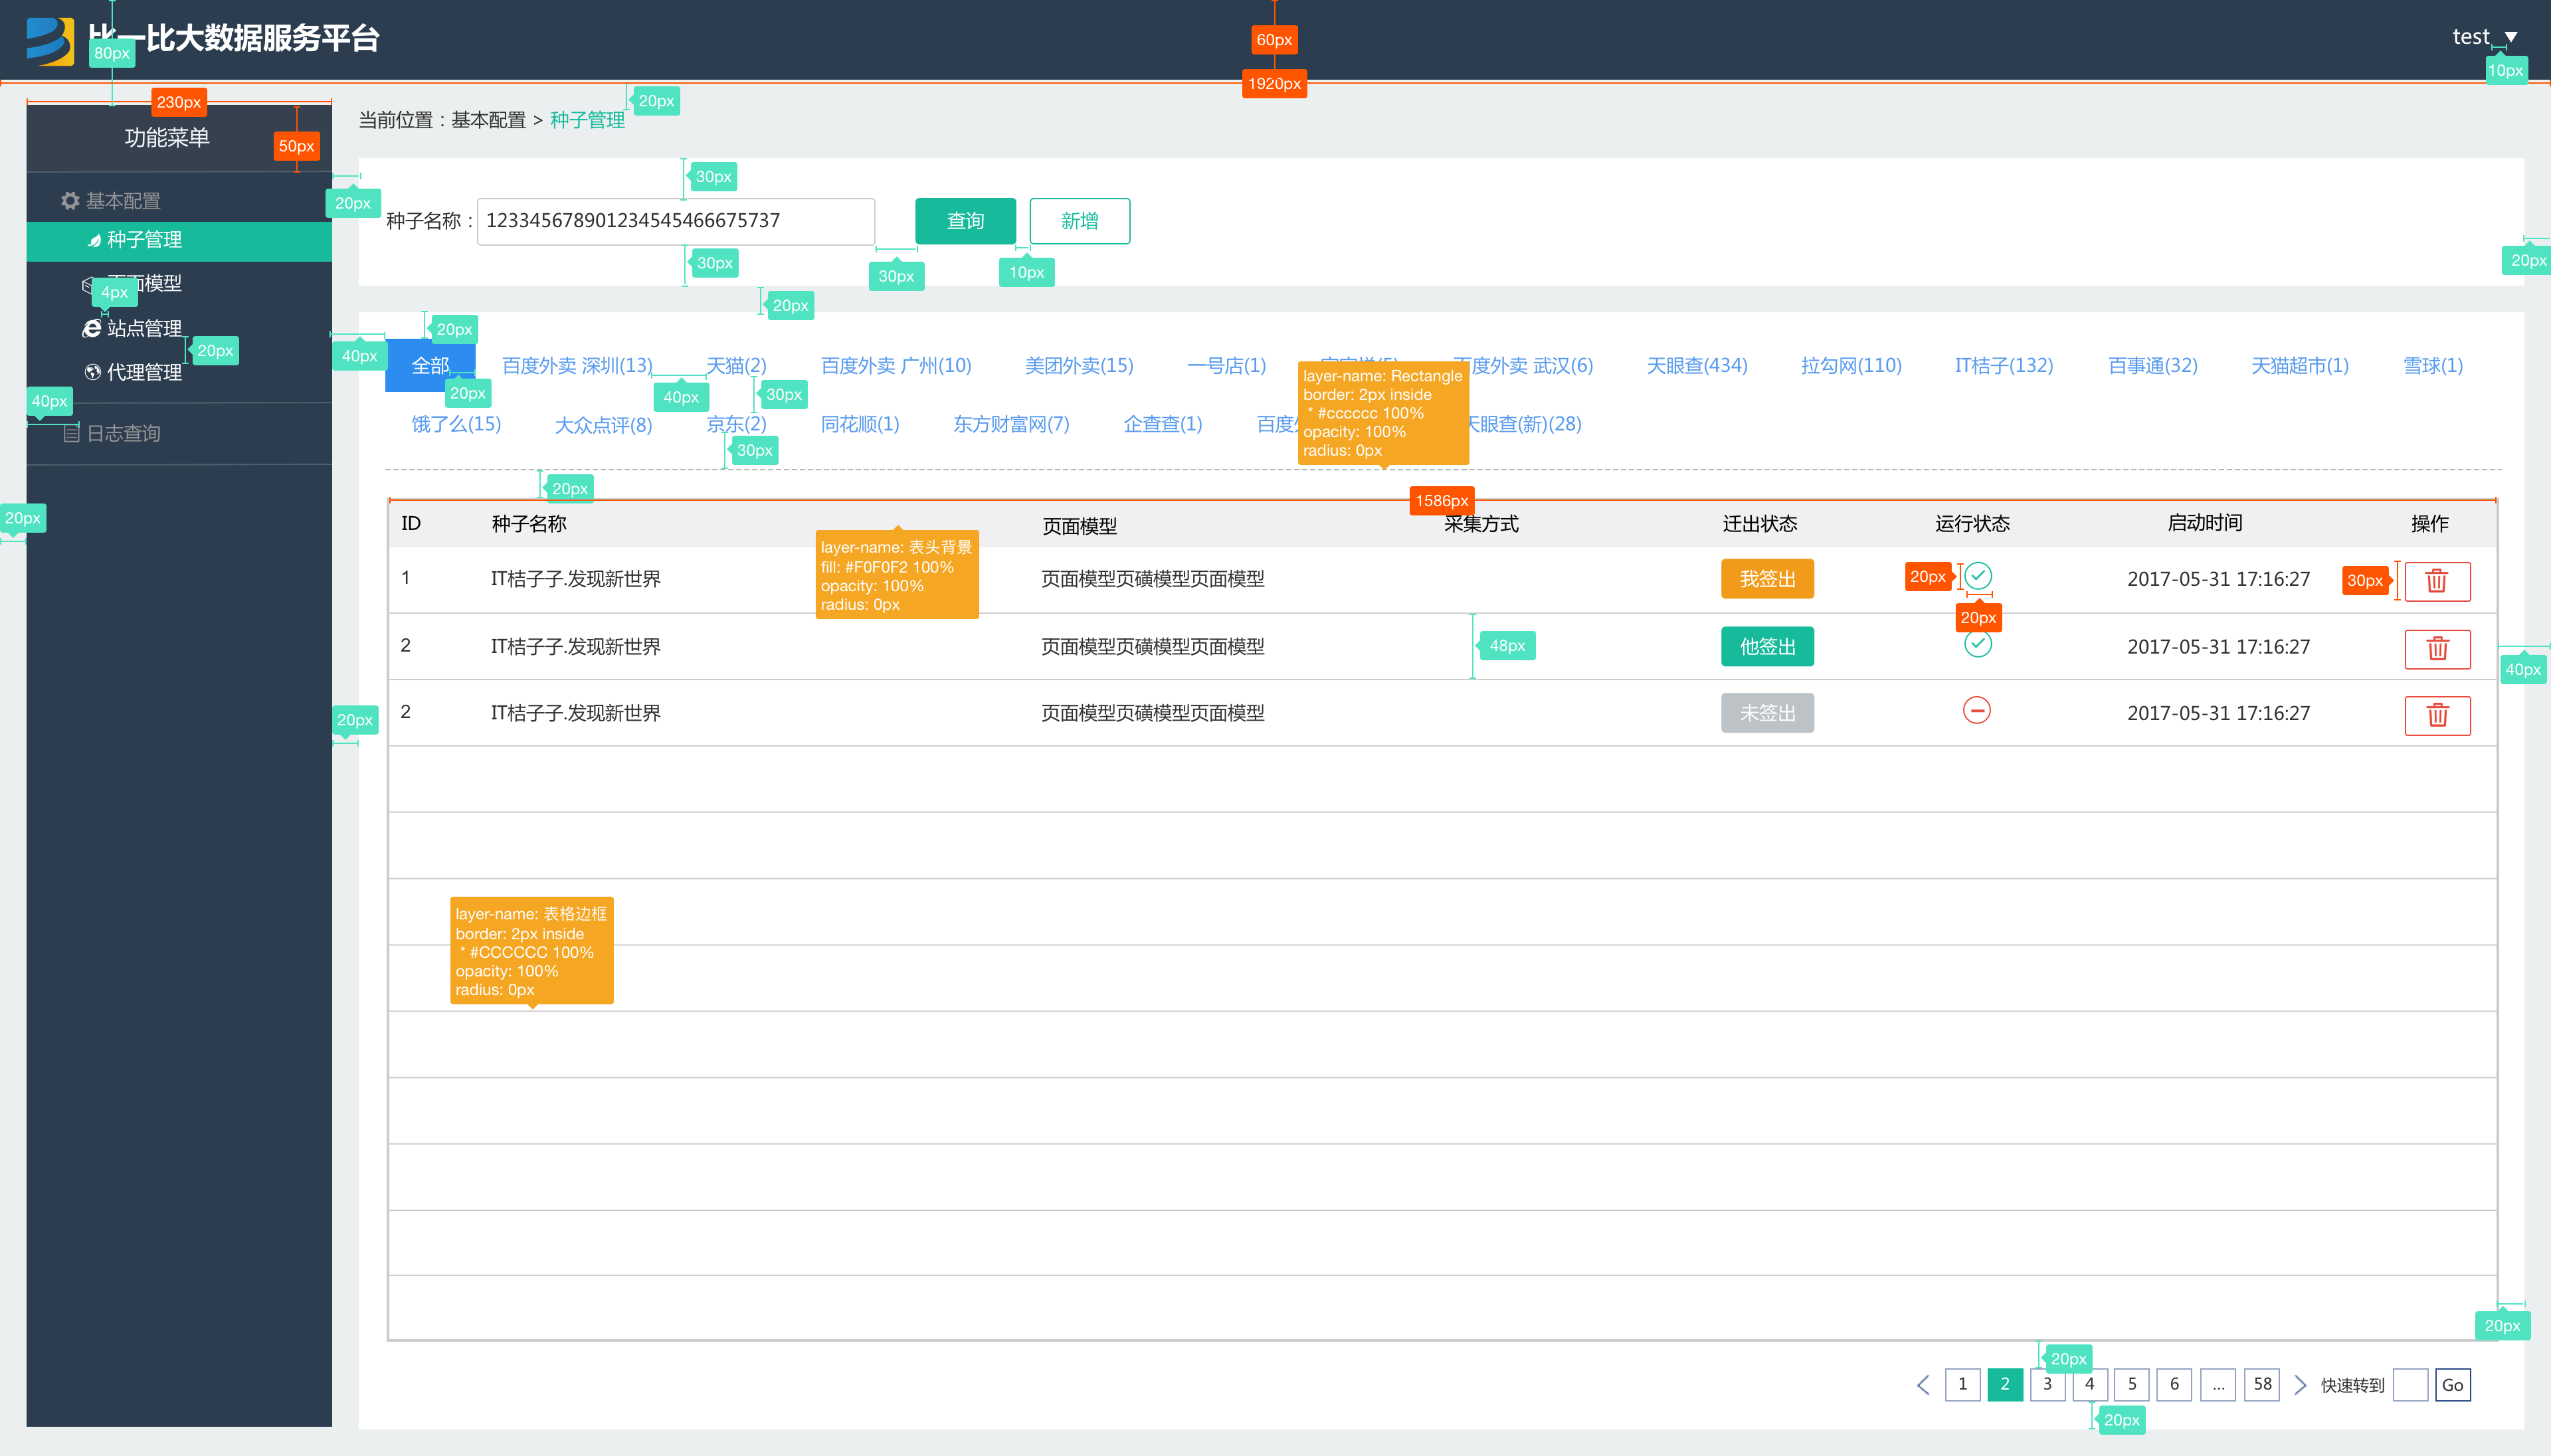 比一比大数据服务平台
80px
60px
1920px
test
10px
230px
功能菜单
50px
基本配置
种子管理
页面模型
4px
站点管理
20px
代理管理
40px
日志查询
20px
当前位置：基本配置 > 种子管理
20px
20px
30px
种子名称：
123456789012345454666757​37
查询
新增
30px
30px
10px
20px
20px
20px
40px
全部
百度外卖 深圳(13)
天猫(2)
百度外卖 广州(10)
美团外卖(15)
一号店(1)
百度外卖 武汉(6)
天眼查(434)
拉勾网(110)
IT桔子(132)
百事通(32)
天猫超市(1)
雪球(1)
20px
40px
30px
饿了么(15)
大众点评(8)
京东(2)
同花顺(1)
东方财富网(7)
企查查(1)
百度
天眼查(新)(28)
layer-name: Rectangle
border: 2px inside
* #cccccc 100%
opacity: 100%
radius: 0px
30px
20px
1586px
ID
种子名称
页面模型
采集方式
迁出状态
运行状态
启动时间
操作
layer-name: 表头背景
fill: #F0F0F2 100%
opacity: 100%
radius: 0px
1
IT桔子子.发现新世界
页面模型页磺模型页面模型
我签出
20px
20px
2017-05-31 17:16:27
30px
2
IT桔子子.发现新世界
页面模型页磺模型页面模型
48px
他签出
2017-05-31 17:16:27
40px
20px
2
IT桔子子.发现新世界
页面模型页磺模型页面模型
未签出
2017-05-31 17:16:27
layer-name: 表格边框
border: 2px inside
* #CCCCCC 100%
opacity: 100%
radius: 0px
20px
20px
1
2
3
4
5
6
...
58
快速转到
Go
20px